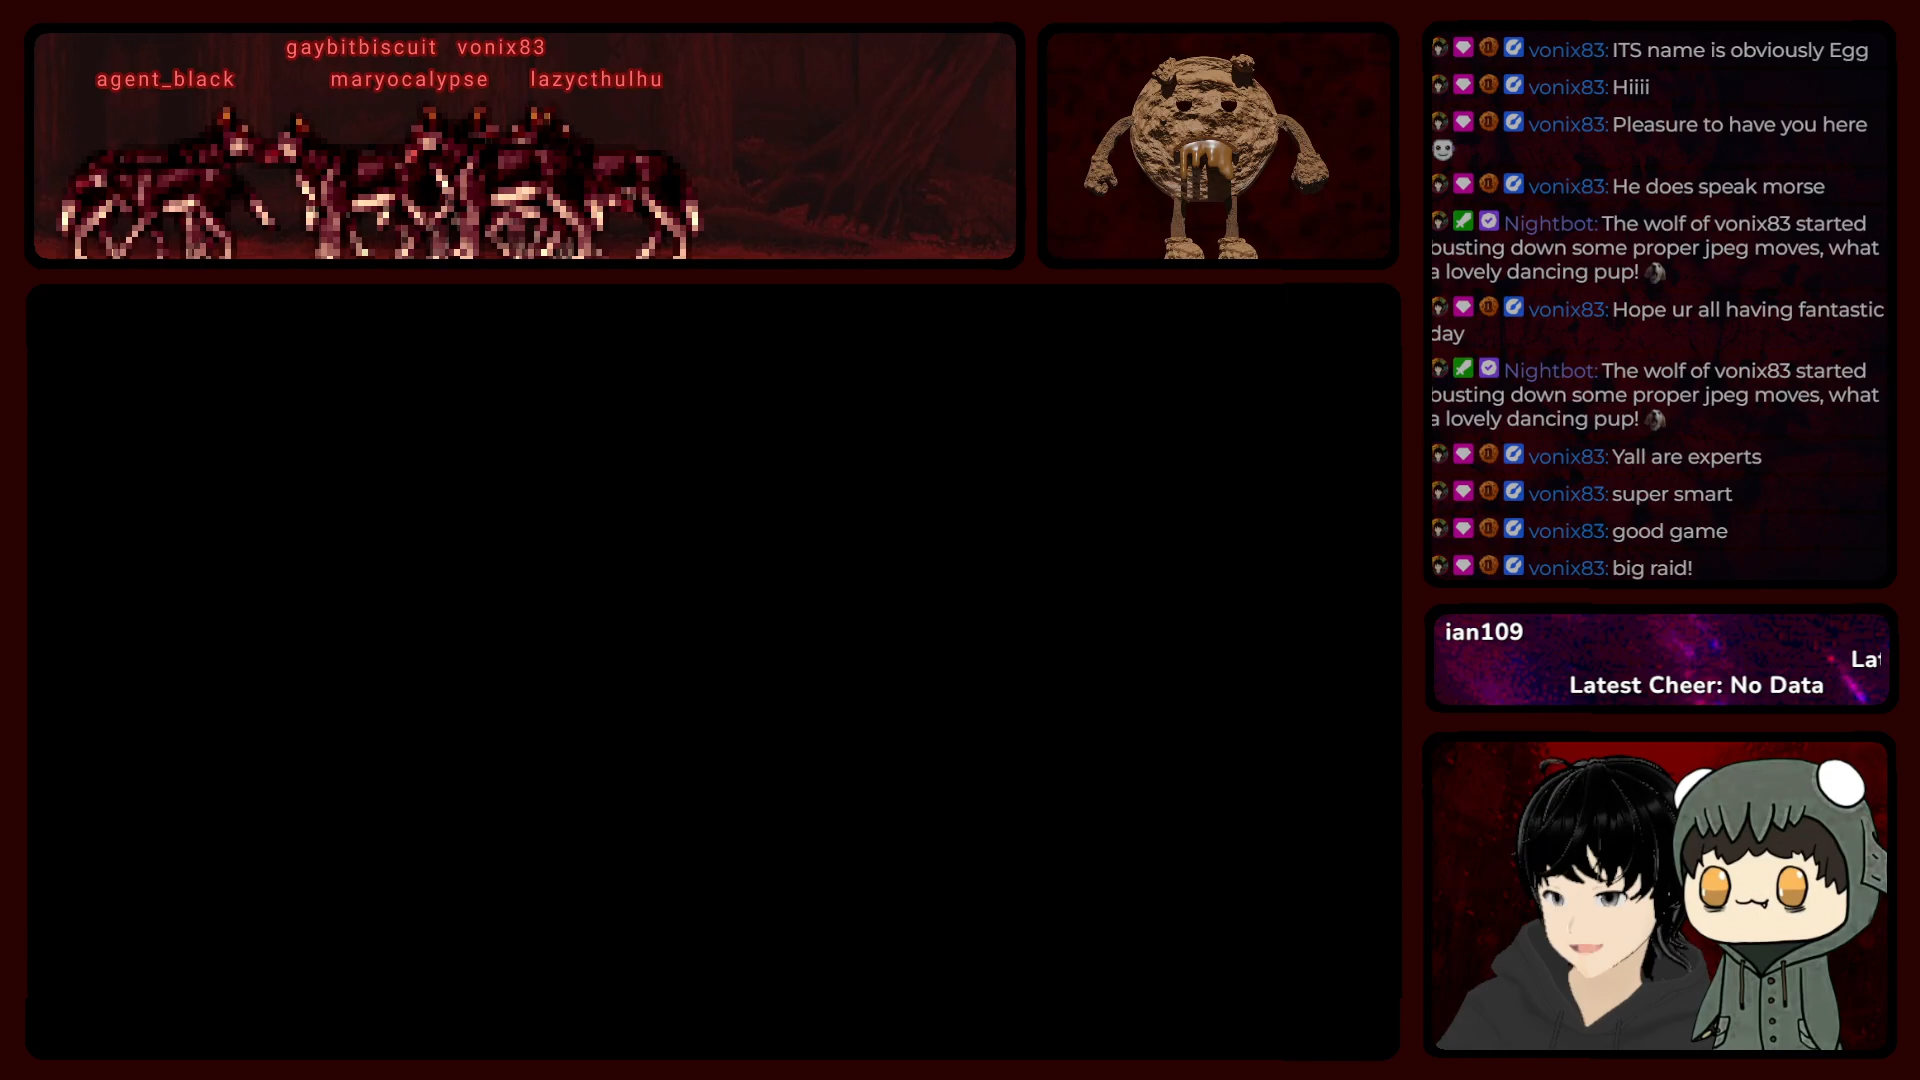 gaybitbiscuit vonix83
agent_black maryocalypse lazycthulhu
vonix83: ITS name is obviously Egg
vonix83: Hiiii
vonix83: Pleasure to have you here
vonix83: He does speak morse
Nightbot: The wolf of vonix83 started
busting down some proper jpeg moves, what
a lovely dancing pup!
vonix83: Hope ur all having fantastic
day
Nightbot: The wolf of vonix83 started
busting down some proper jpeg moves, what
a lovely dancing pup!
vonix83: Yall are experts
vonix83: super smart
vonix83: good game
vonix83: big raid!
ian109
Lat
Latest Cheer: No Data